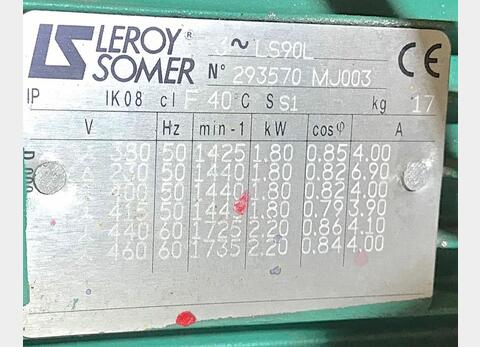 LEROY®
SOMER
3 ~ LS90L
N° 293570 MJ003
CE
IP IK08 cl F 40°C S S1 kg 17
V Hz min-1 kW cosφ A
380 50 1425 1.80 0.85 4.00
Δ 230 50 1440 1.80 0.82 6.90
400 50 1440 1.80 0.82 4.00
415 50 1.80 0.79 3.90
440 60 1725 2.20 0.86 4.10
460 60 1735 2.20 0.84 4.00